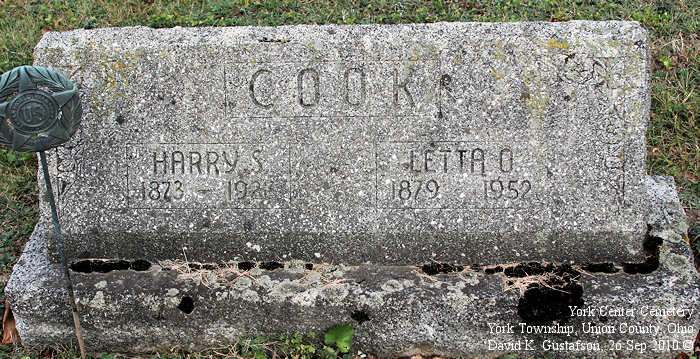 COOK
HARRY S.
1873 -
LETTA O.
1879 - 1952
US
York Center Cemetery
York Township, Union County, Ohio
David K. Gustafson, 26 Sep 2010 ©